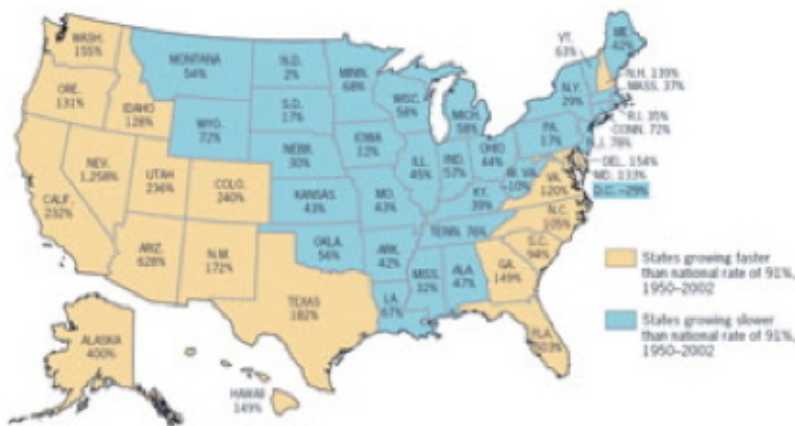 WASH.
155%
ORE.
131%
IDAHO
128%
MONTANA
54%
N.D.
2%
MINN.
68%
WYO.
72%
S.D.
17%
WISC.
58%
MICH.
58%
NEV.
1,258%
UTAH
236%
COLO.
240%
CALIF.
232%
NEBR.
30%
IOWA
12%
ILL.
45%
IND.
57%
OHIO
44%
KANSAS
43%
MO.
43%
KY.
39%
W. VA.
-10%
VA.
120%
ARIZ.
628%
N.M.
172%
OKLA.
56%
ARK.
42%
TENN. 76%
N.C.
105%
S.C.
94%
TEXAS
182%
LA.
67%
MISS.
32%
ALA.
47%
GA.
149%
FLA.
503%
ALASKA
400%
HAWAII
149%
VT.
63%
ME.
42%
N.H. 139%
MASS. 37%
N.Y.
29%
R.I. 35%
CONN. 72%
PA.
17%
N.J. 78%
DEL. 154%
MD. 133%
D.C. -29%
States growing faster
than national rate of 91%,
1950–2002
States growing slower
than national rate of 91%,
1950–2002